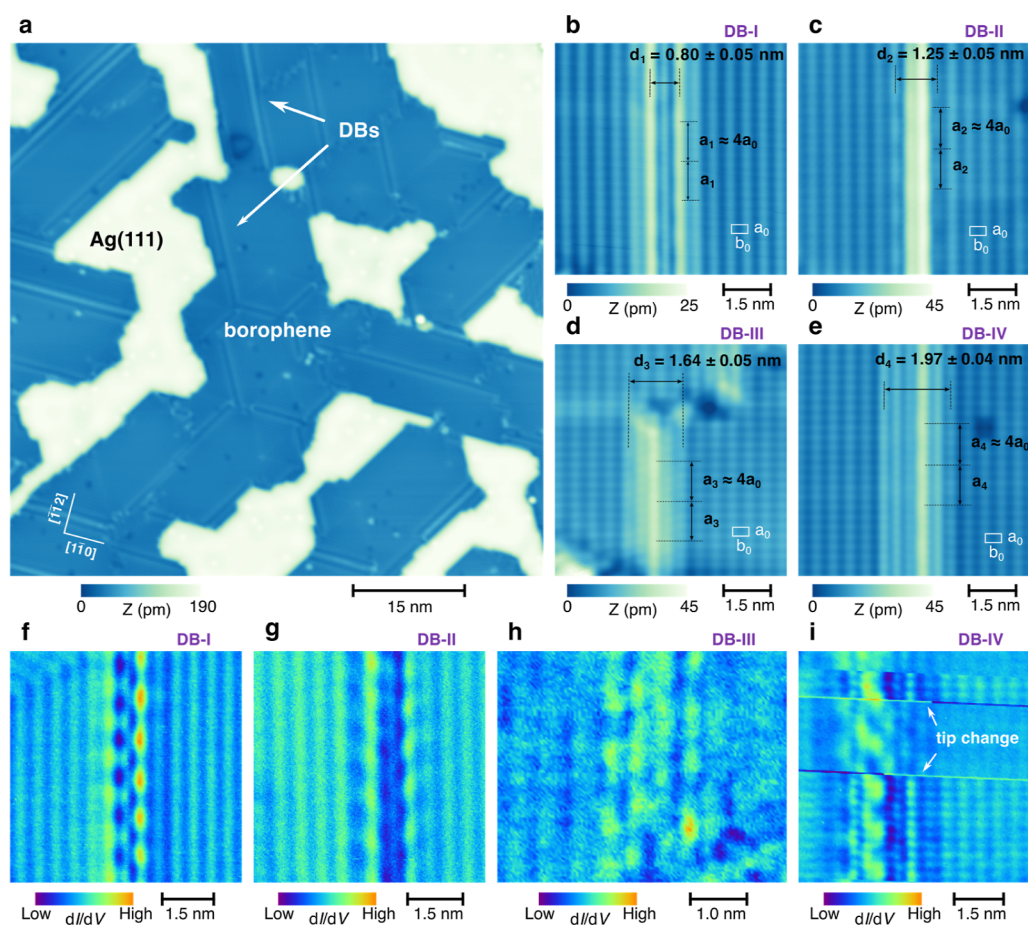 a
DBs
Ag(111)
borophene
[1̄1̄2]
[11̄0]
0 Z (pm) 190
15 nm
b
DB-I
d₁ = 0.80 ± 0.05 nm
a₁ ≈ 4a₀
a₁
a₀
b₀
0 Z (pm) 25
1.5 nm
c
DB-II
d₂ = 1.25 ± 0.05 nm
a₂ ≈ 4a₀
a₂
a₀
b₀
0 Z (pm) 45
1.5 nm
d
DB-III
d₃ = 1.64 ± 0.05 nm
a₃ ≈ 4a₀
a₃
a₀
b₀
0 Z (pm) 45
1.5 nm
e
DB-IV
d₄ = 1.97 ± 0.04 nm
a₄ ≈ 4a₀
a₄
a₀
b₀
0 Z (pm) 45
1.5 nm
f
DB-I
Low dI/dV High
1.5 nm
g
DB-II
Low dI/dV High
1.5 nm
h
DB-III
Low dI/dV High
1.0 nm
i
DB-IV
tip change
Low dI/dV High
1.5 nm